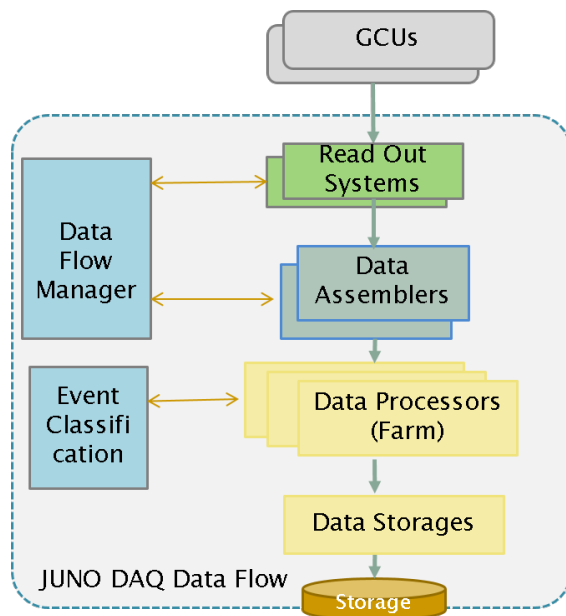 GCUs
Read Out
Systems
Data
Flow
Manager
Data
Assemblers
Event
Classifi
cation
Data Processors
(Farm)
Data Storages
JUNO DAQ Data Flow
Storage